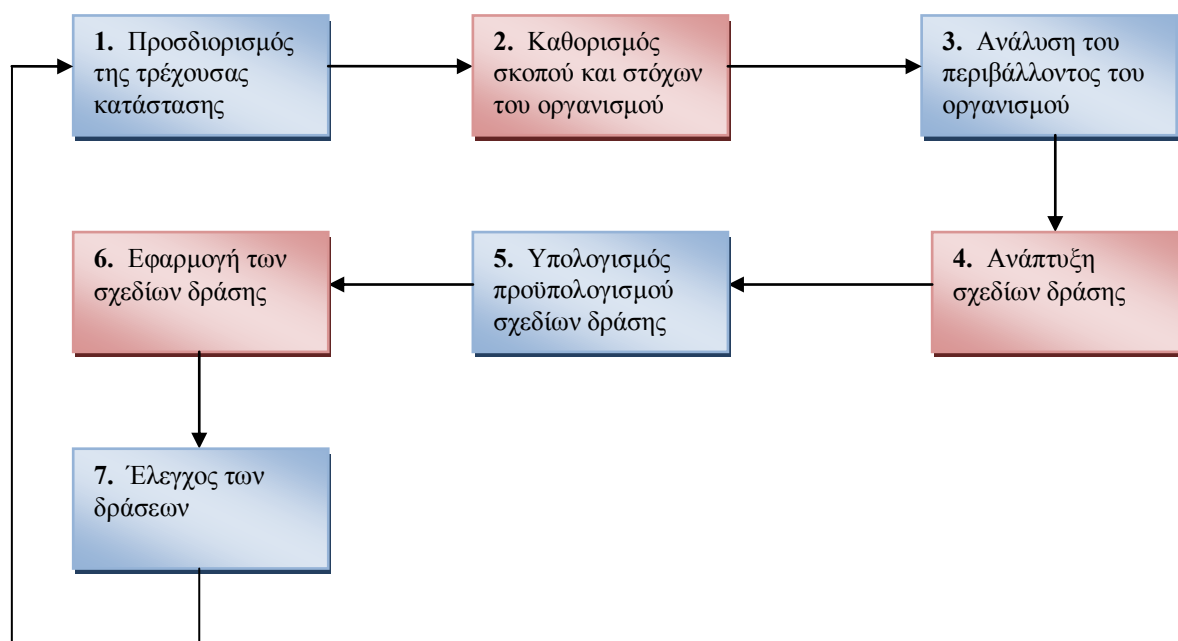 1. Προσδιορισμός
της τρέχουσας
κατάστασης
2. Καθορισμός
σκοπού και στόχων
του οργανισμού
3. Ανάλυση του
περιβάλλοντος του
οργανισμού
4. Ανάπτυξη
σχεδίων δράσης
5. Υπολογισμός
προϋπολογισμού
σχεδίων δράσης
6. Εφαρμογή των
σχεδίων δράσης
7. Έλεγχος των
δράσεων